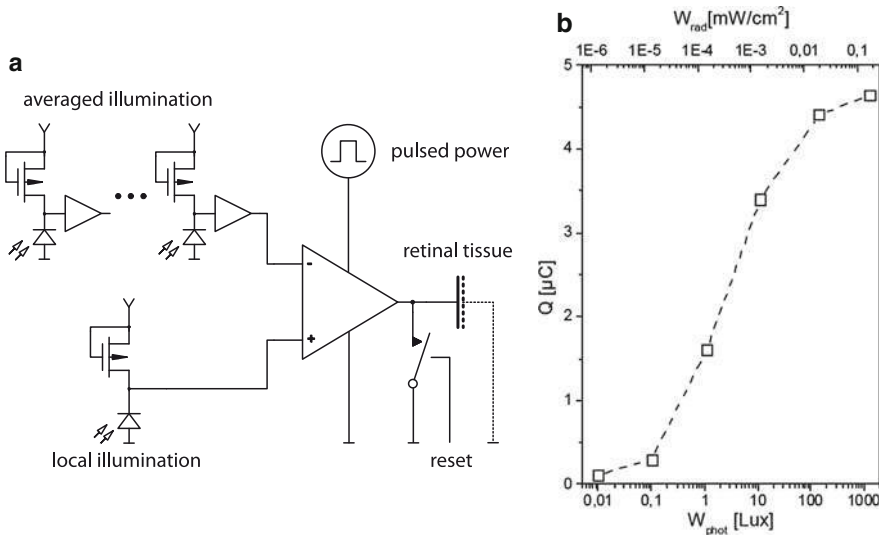 a
averaged illumination
pulsed power
retinal tissue
-
+
local illumination
reset
b
W_rad[mW/cm²]
1E-6 1E-5 1E-4 1E-3 0,01 0,1
Q [µC]
5
4
3
2
1
0
0,01 0,1 1 10 100 1000
W_phot [Lux]